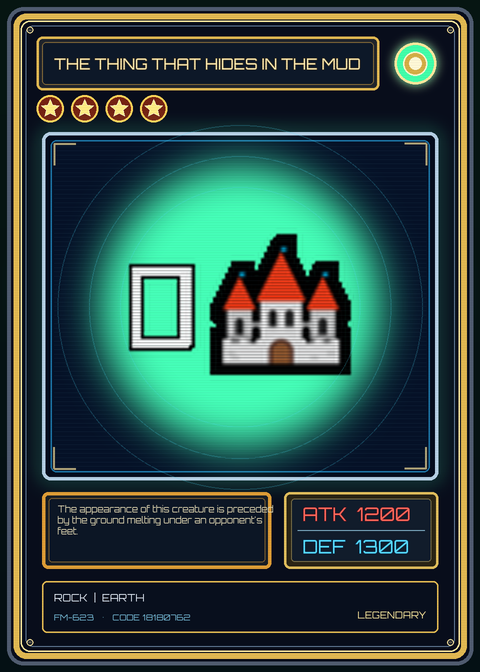 THE THING THAT HIDES IN THE MUD
The appearance of this creature is preceded
by the ground melting under an opponent's
feet.
ATK 1200
DEF 1300
ROCK | EARTH
FM-623 · CODE 18180762
LEGENDARY